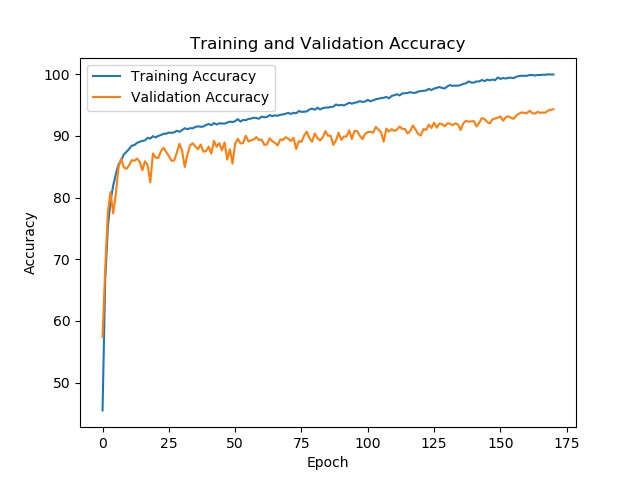 Training and Validation Accuracy
Training Accuracy
Validation Accuracy
100
90
80
70
60
50
Accuracy
0 25 50 75 100 125 150 175
Epoch